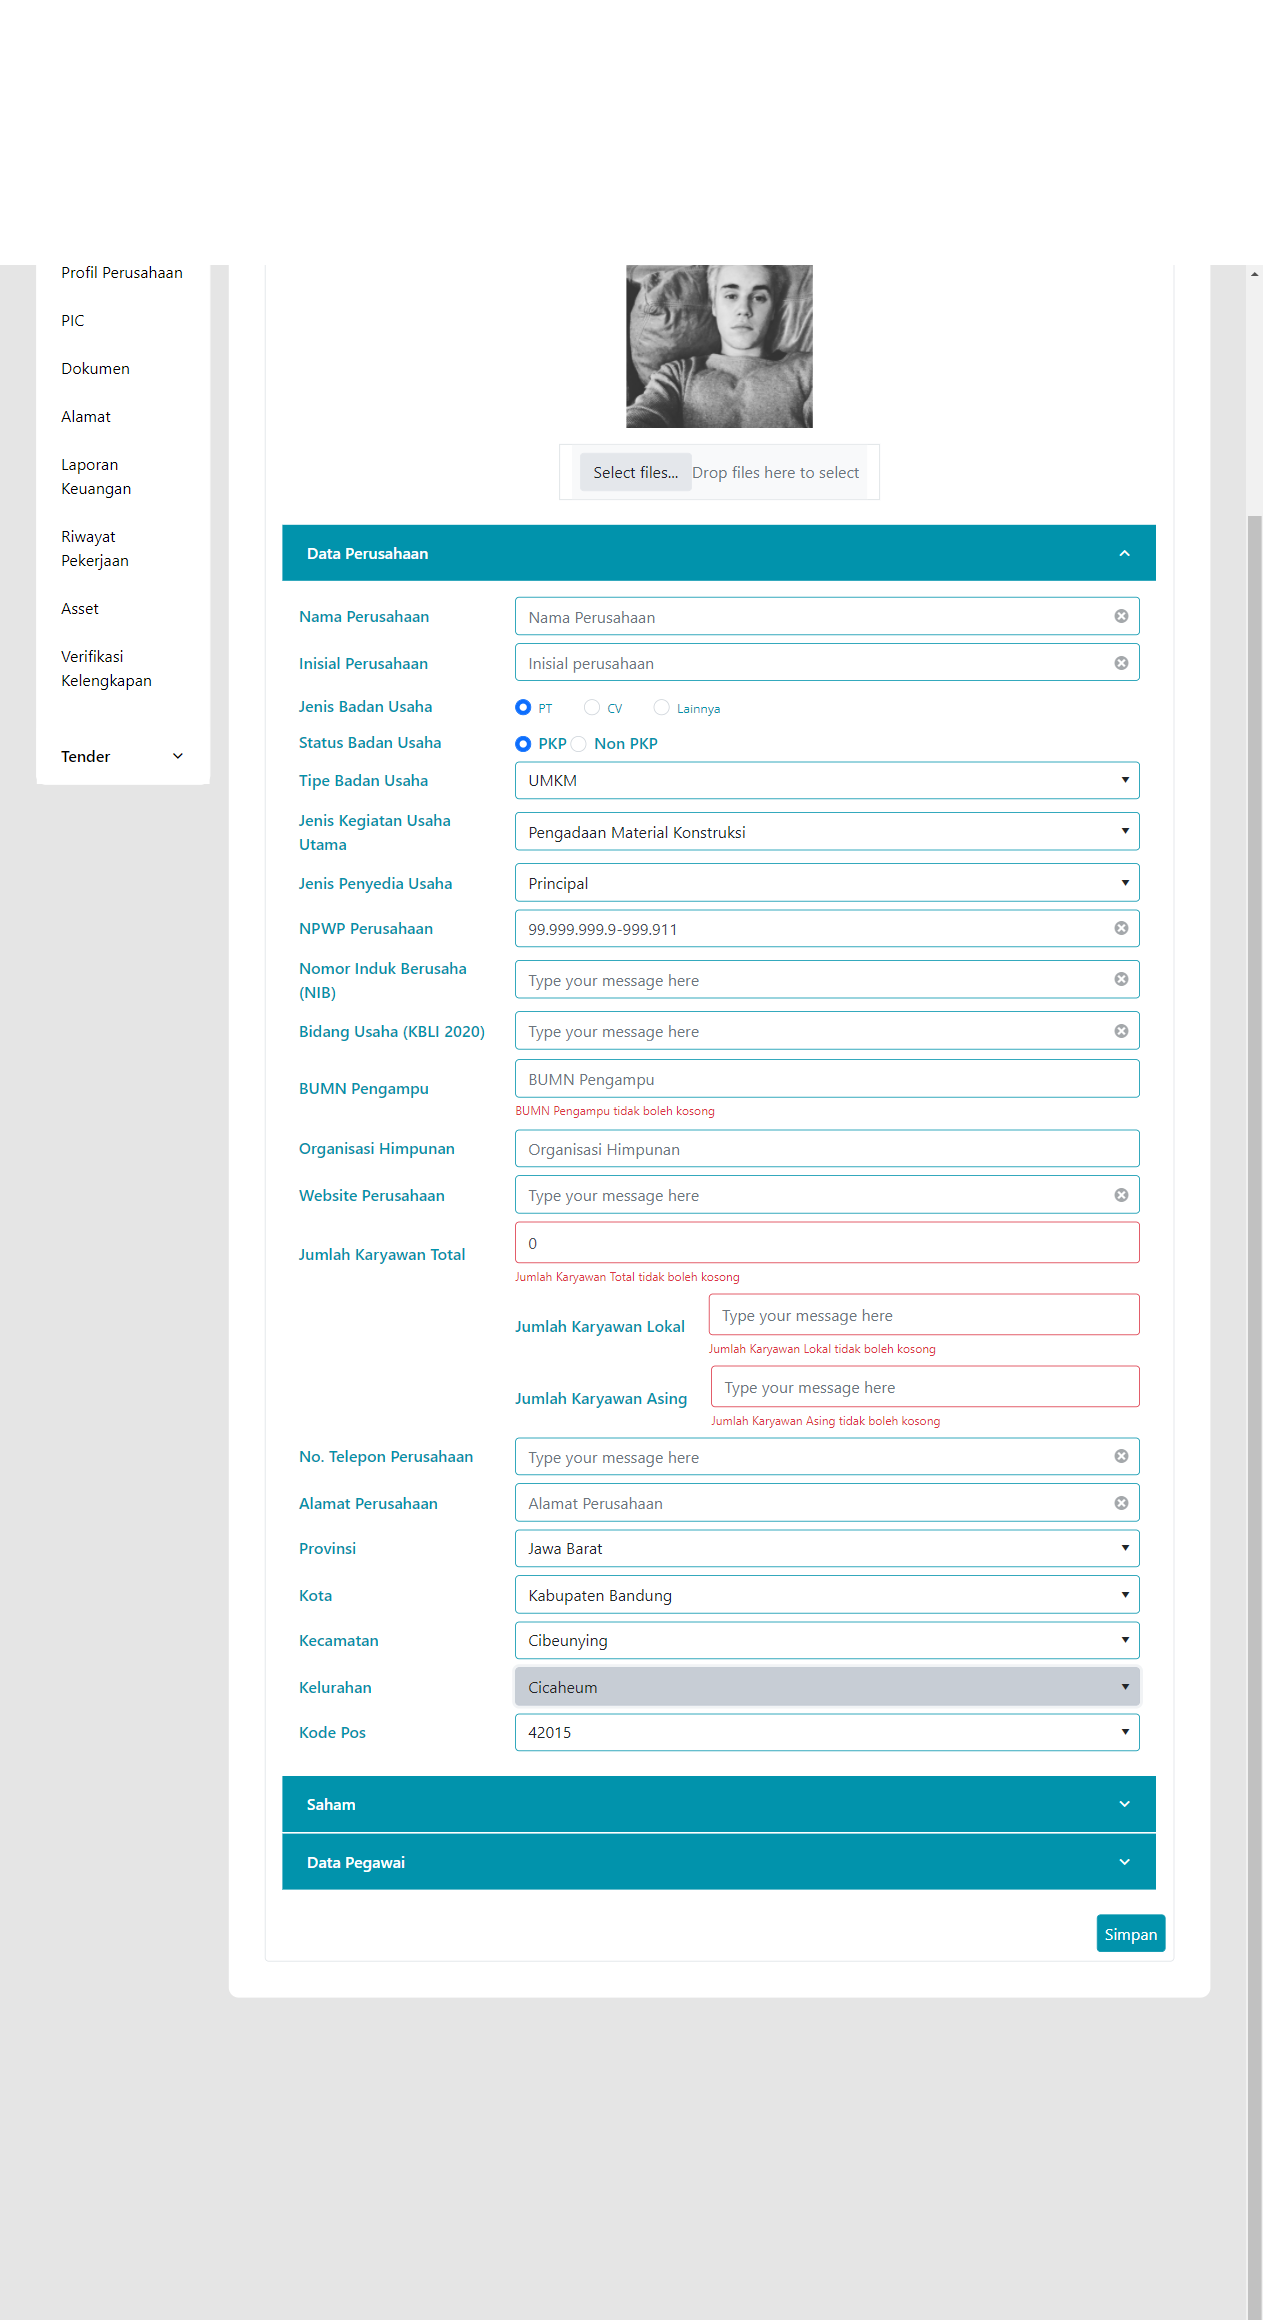 Profil Perusahaan
PIC
Dokumen
Alamat
Laporan
Keuangan
Riwayat
Pekerjaan
Asset
Verifikasi
Kelengkapan
Tender
Select files... Drop files here to select
Data Perusahaan
Nama Perusahaan Nama Perusahaan
Inisial Perusahaan Inisial perusahaan
Jenis Badan Usaha PT CV Lainnya
Status Badan Usaha PKP Non PKP
Tipe Badan Usaha UMKM
Jenis Kegiatan Usaha
Utama
Pengadaan Material Konstruksi
Jenis Penyedia Usaha Principal
NPWP Perusahaan 99.999.999.9-999.911
Nomor Induk Berusaha
(NIB)
Type your message here
Bidang Usaha (KBLI 2020) Type your message here
BUMN Pengampu BUMN Pengampu
BUMN Pengampu tidak boleh kosong
Organisasi Himpunan Organisasi Himpunan
Website Perusahaan Type your message here
Jumlah Karyawan Total 0
Jumlah Karyawan Total tidak boleh kosong
Jumlah Karyawan Lokal Type your message here
Jumlah Karyawan Lokal tidak boleh kosong
Jumlah Karyawan Asing Type your message here
Jumlah Karyawan Asing tidak boleh kosong
No. Telepon Perusahaan Type your message here
Alamat Perusahaan Alamat Perusahaan
Provinsi Jawa Barat
Kota Kabupaten Bandung
Kecamatan Cibeunying
Kelurahan Cicaheum
Kode Pos 42015
Saham
Data Pegawai
Simpan